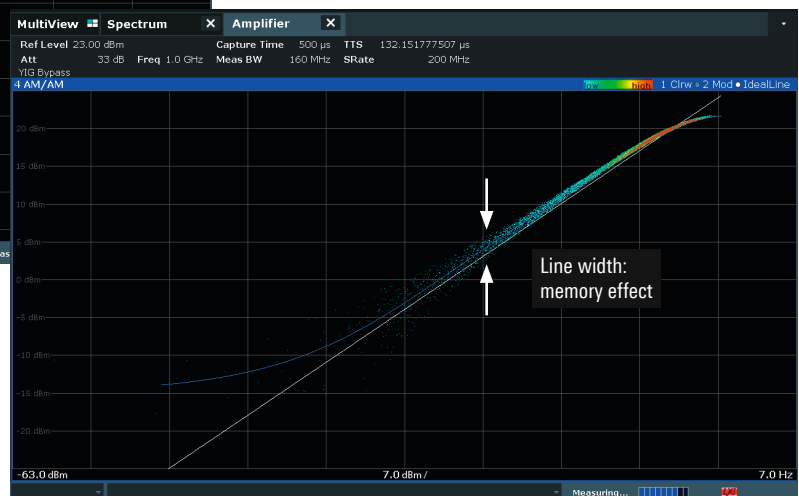 MultiView Spectrum X Amplifier X
Ref Level 23.00 dBm Capture Time 500 µs TTS 132.151777507 µs
Att 33 dB Freq 1.0 GHz Meas BW 160 MHz SRate 200 MHz
YIG Bypass
4 AM/AM low high 1 Clrw 2 Mod IdealLine
20 dBm
15 dBm
10 dBm
5 dBm
as
0 dBm
Line width:
memory effect
-5 dBm
-10 dBm
-15 dBm
-20 dBm
-63.0 dBm 7.0 dBm/ 7.0 Hz
Measuring...